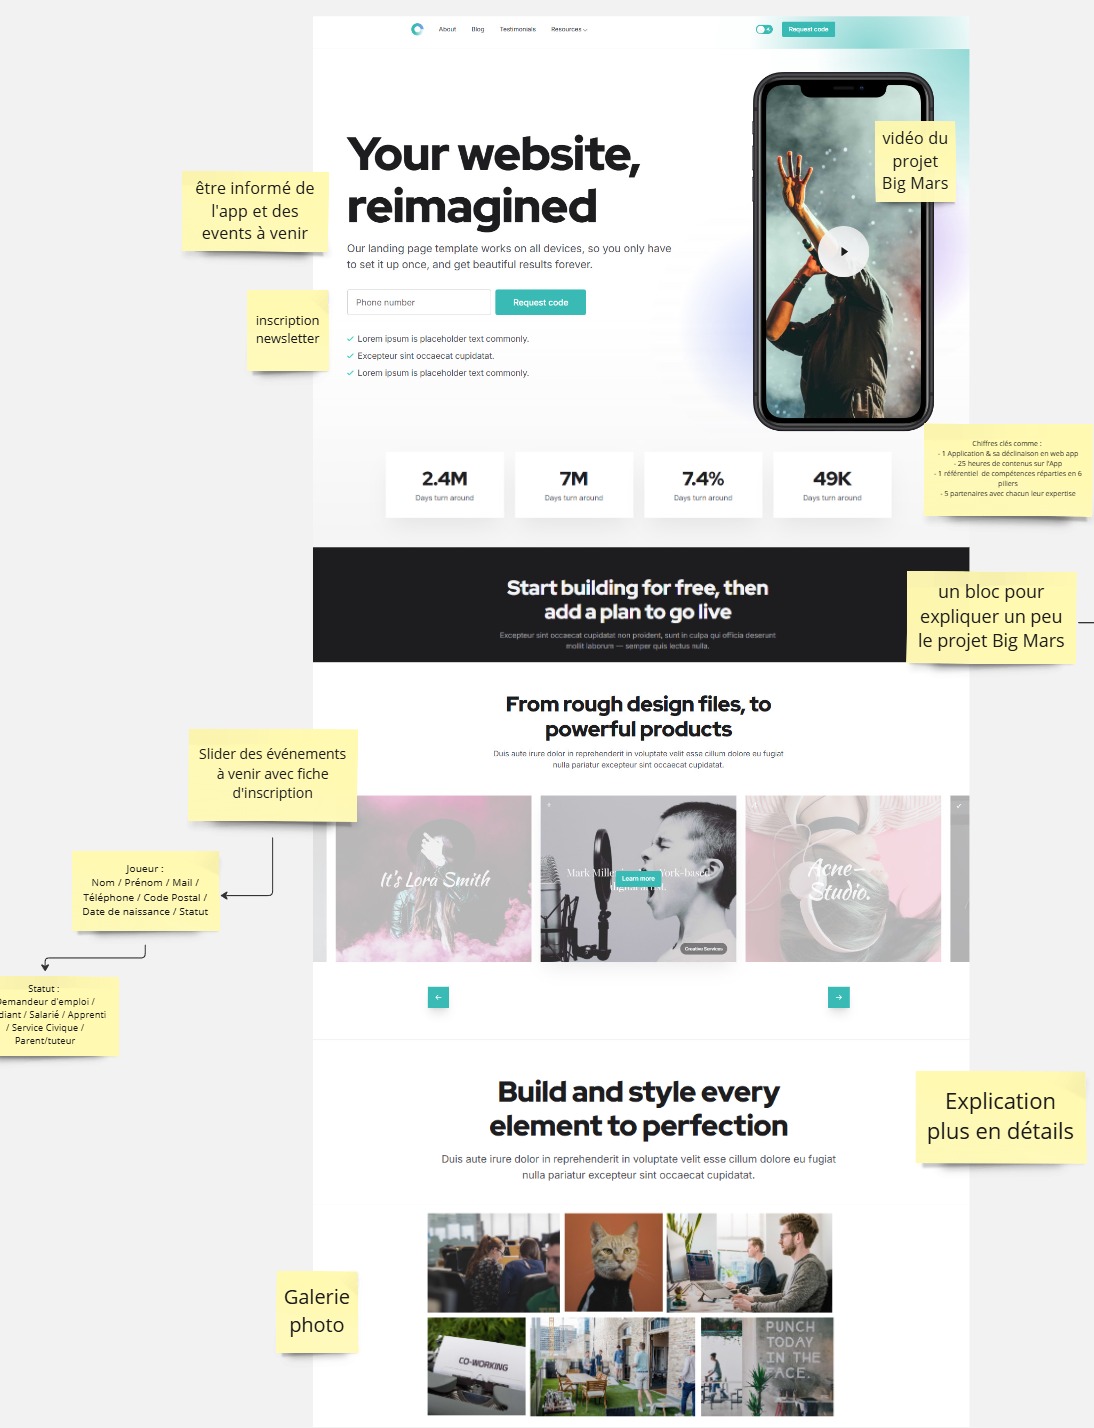 About Blog Testimonials Resources
Request code
vidéo du
projet
Big Mars
Your website,
reimagined
être informé de
l'app et des
events à venir
Our landing page template works on all devices, so you only have
to set it up once, and get beautiful results forever.
Phone number
Request code
inscription
newsletter
Lorem ipsum is placeholder text commonly.
Excepteur sint occaecat cupidatat.
Lorem ipsum is placeholder text commonly.
Chiffres clés comme :
- 1 Application & sa déclinaison en web app
- 25 heures de contenus sur l'App
- 1 référentiel de compétences réparties en 6
piliers
- 5 partenaires avec chacun leur expertise
2.4M
Days turn around
7M
Days turn around
7.4%
Days turn around
49K
Days turn around
Start building for free, then
add a plan to go live
Excepteur sint occaecat cupidatat non proident, sunt in culpa qui officia deserunt
mollit laborum — semper quis lectus nulla.
un bloc pour
expliquer un peu
le projet Big Mars
From rough design files, to
powerful products
Duis aute irure dolor in reprehenderit in voluptate velit esse cillum dolore eu fugiat
nulla pariatur excepteur sint occaecat cupidatat.
Slider des événements
à venir avec fiche
d'inscription
It's Lora Smith
Mark Mille York-based
digital artist.
Learn more
Creative Services
Acne-
Studio.
Joueur :
Nom / Prénom / Mail /
Téléphone / Code Postal /
Date de naissance / Statut
Statut :
Demandeur d'emploi /
diant / Salarié / Apprenti
/ Service Civique /
Parent/tuteur
Build and style every
element to perfection
Duis aute irure dolor in reprehenderit in voluptate velit esse cillum dolore eu fugiat
nulla pariatur excepteur sint occaecat cupidatat.
Explication
plus en détails
Galerie
photo
CO-WORKING
PUNCH
TODAY
IN THE
FACE.